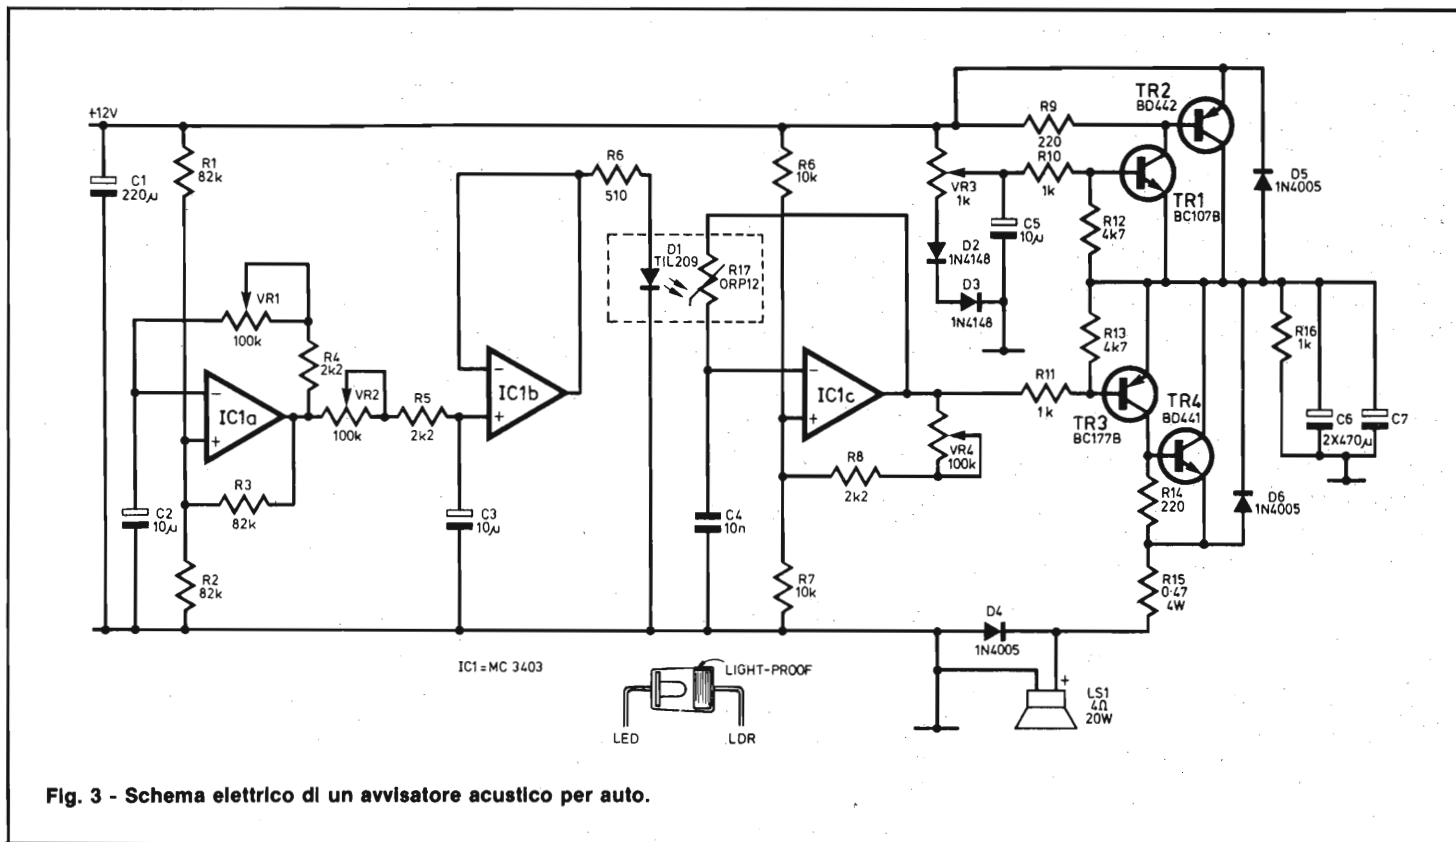 +12V
C1
220µ
R1
82k
VR1
100k
R4
2k2
VR2
100k
R5
2k2
IC1a
−
+
R3
82k
C2
10µ
R2
82k
C3
10µ
IC1b
−
+
R6
510
D1
TIL209
R17
ORP12
R6
10k
IC1c
−
+
C4
10n
R8
2k2
VR4
100k
R7
10k
VR3
1k
D2
1N4148
D3
1N4148
C5
10µ
R9
220
R10
1k
R12
4k7
R13
4k7
R11
1k
TR2
BD442
TR1
BC107B
D5
1N4005
TR3
BC177B
TR4
BD441
R14
220
D6
1N4005
R16
1k
C6
2X470µ
C7
R15
0·47
4W
D4
1N4005
+
LS1
4Ω
20W
IC1=MC 3403
LIGHT-PROOF
LED
LDR
Fig. 3 - Schema elettrico di un avvisatore acustico per auto.